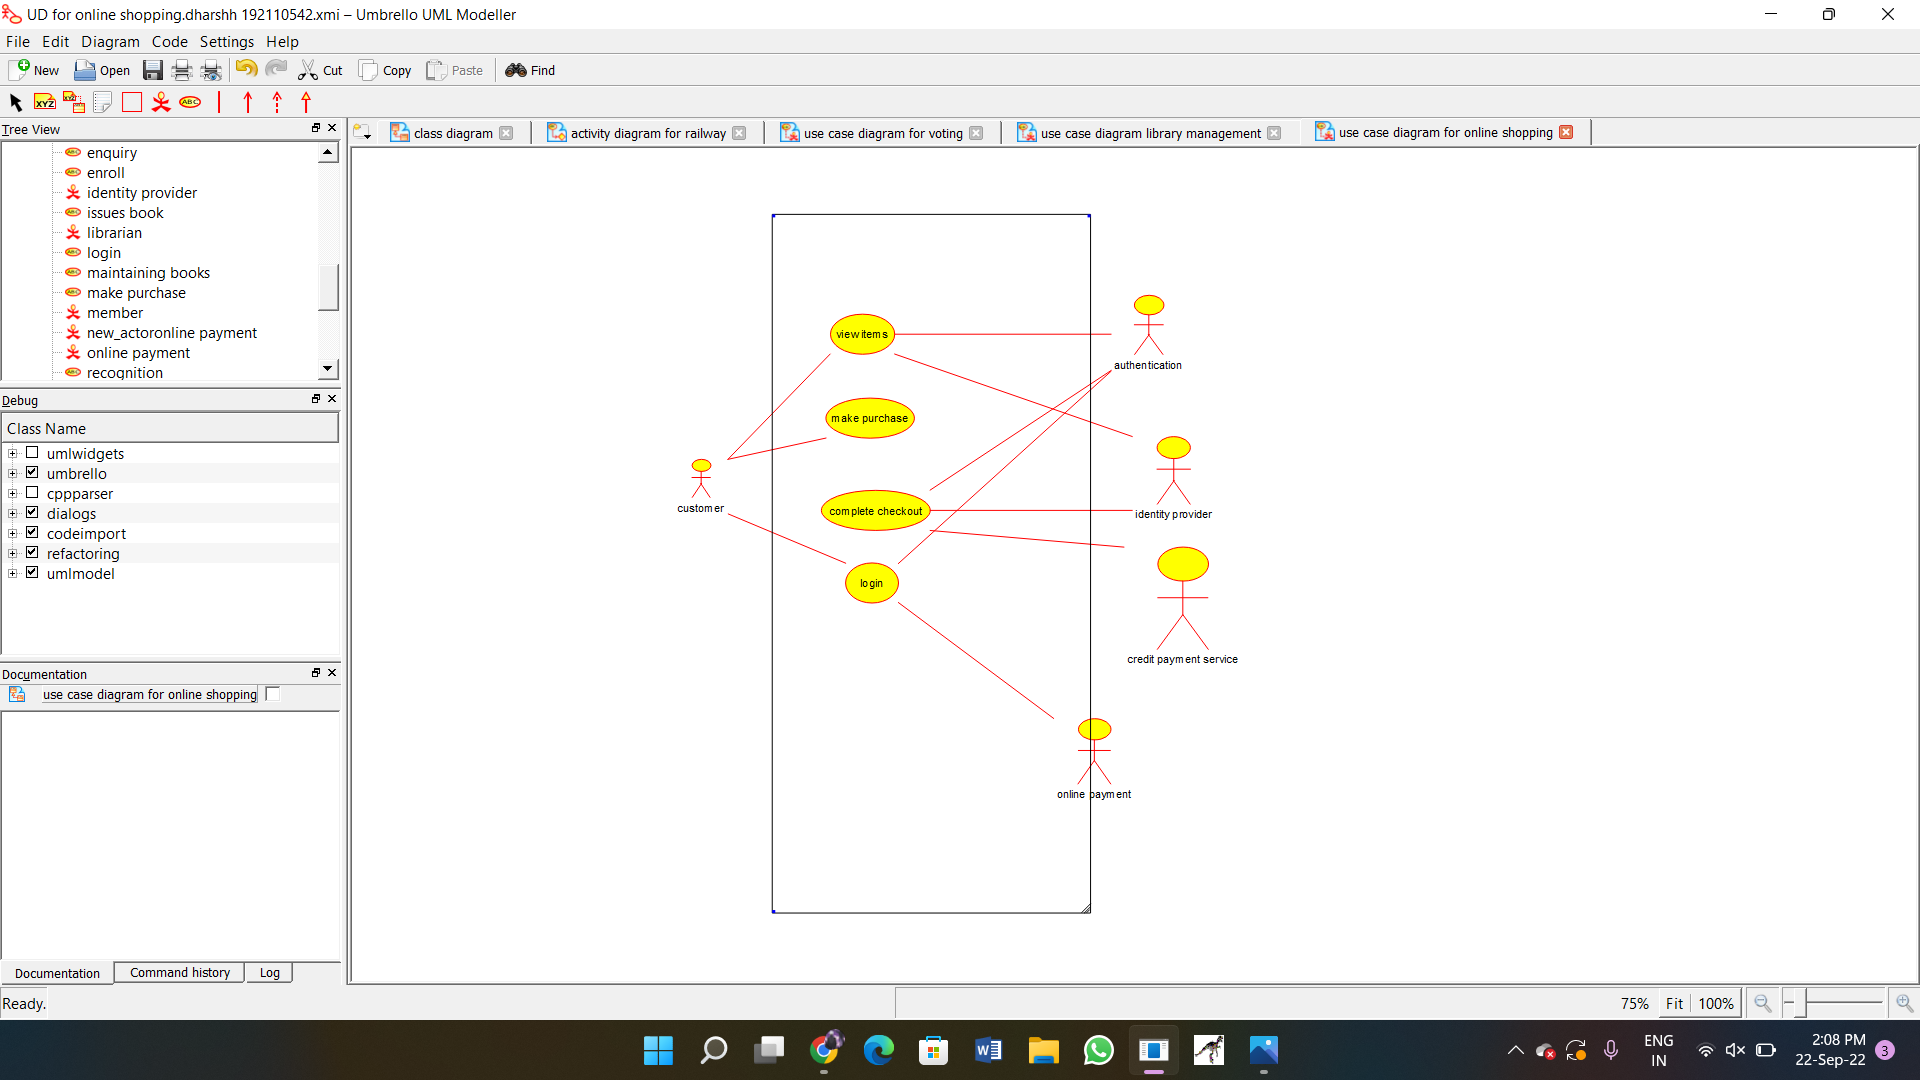 UD for online shopping.dharshh 192110542.xmi – Umbrello UML Modeller
File Edit Diagram Code Settings Help
New Open Cut Copy Paste Find
XYZ XYZ ABC
Tree View
class diagram
activity diagram for railway
use case diagram for voting
use case diagram library management
use case diagram for online shopping
enquiry
enroll
identity provider
issues book
librarian
login
maintaining books
make purchase
member
new_actoronline payment
online payment
recognition
Debug
Class Name
umlwidgets
umbrello
cppparser
dialogs
codeimport
refactoring
umlmodel
Documentation
use case diagram for online shopping
Documentation Command history Log
view items
authentication
make purchase
customer
complete checkout
identity provider
login
credit payment service
online payment
Ready.
75% Fit 100%
ENG
IN
2:08 PM
22-Sep-22
3